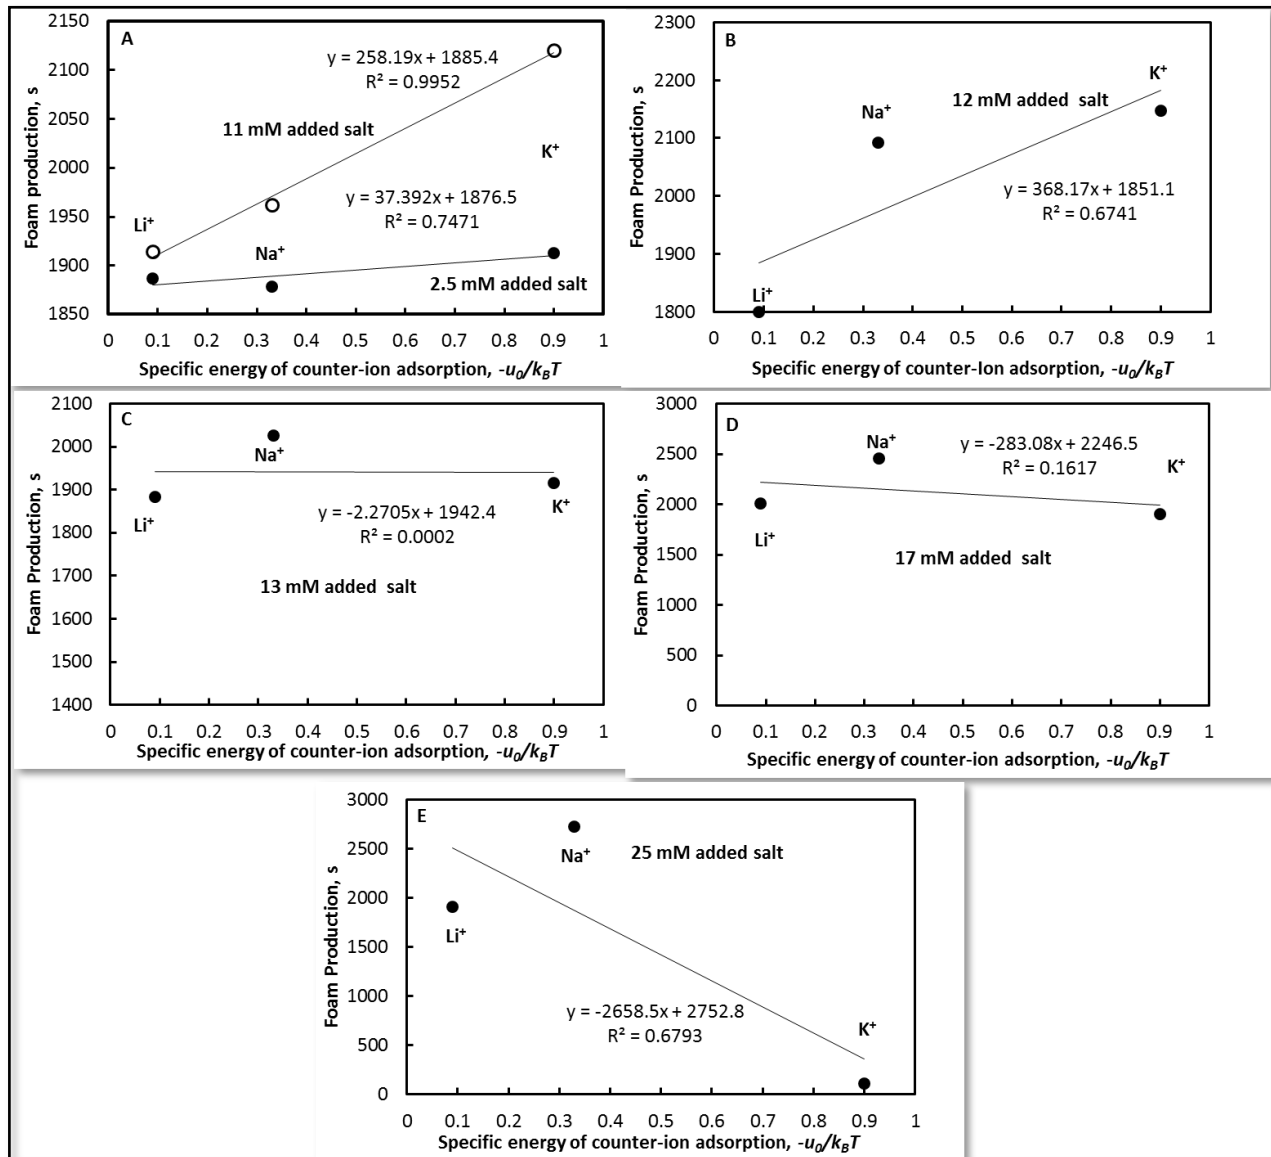 A
2150
2100
2050
2000
1950
1900
1850
Foam production, s
y = 258.19x + 1885.4
R² = 0.9952
11 mM added salt
K⁺
y = 37.392x + 1876.5
R² = 0.7471
Li⁺
Na⁺
2.5 mM added salt
0 0.1 0.2 0.3 0.4 0.5 0.6 0.7 0.8 0.9 1
Specific energy of counter-ion adsorption, -u₀/k_BT
B
2300
2200
2100
2000
1900
1800
Foam Production, s
K⁺
12 mM added salt
Na⁺
y = 368.17x + 1851.1
R² = 0.6741
Li⁺
0 0.1 0.2 0.3 0.4 0.5 0.6 0.7 0.8 0.9 1
Specific energy of counter-Ion adsorption, -u₀/k_BT
C
2100
2000
1900
1800
1700
1600
1500
1400
Foam Production, s
Na⁺
Li⁺
K⁺
y = -2.2705x + 1942.4
R² = 0.0002
13 mM added salt
0 0.1 0.2 0.3 0.4 0.5 0.6 0.7 0.8 0.9 1
Specific energy of counter-ion adsorption, -u₀/k_BT
D
3000
2500
2000
1500
1000
500
0
Foam Production, s
Na⁺
y = -283.08x + 2246.5
R² = 0.1617
K⁺
Li⁺
17 mM added salt
0 0.1 0.2 0.3 0.4 0.5 0.6 0.7 0.8 0.9 1
Specific energy of counter-ion adsorption, -u₀/k_BT
E
3000
2500
2000
1500
1000
500
0
Foam Production, s
Na⁺
25 mM added salt
Li⁺
y = -2658.5x + 2752.8
R² = 0.6793
K⁺
0 0.1 0.2 0.3 0.4 0.5 0.6 0.7 0.8 0.9 1
Specific energy of counter-ion adsorption, -u₀/k_BT